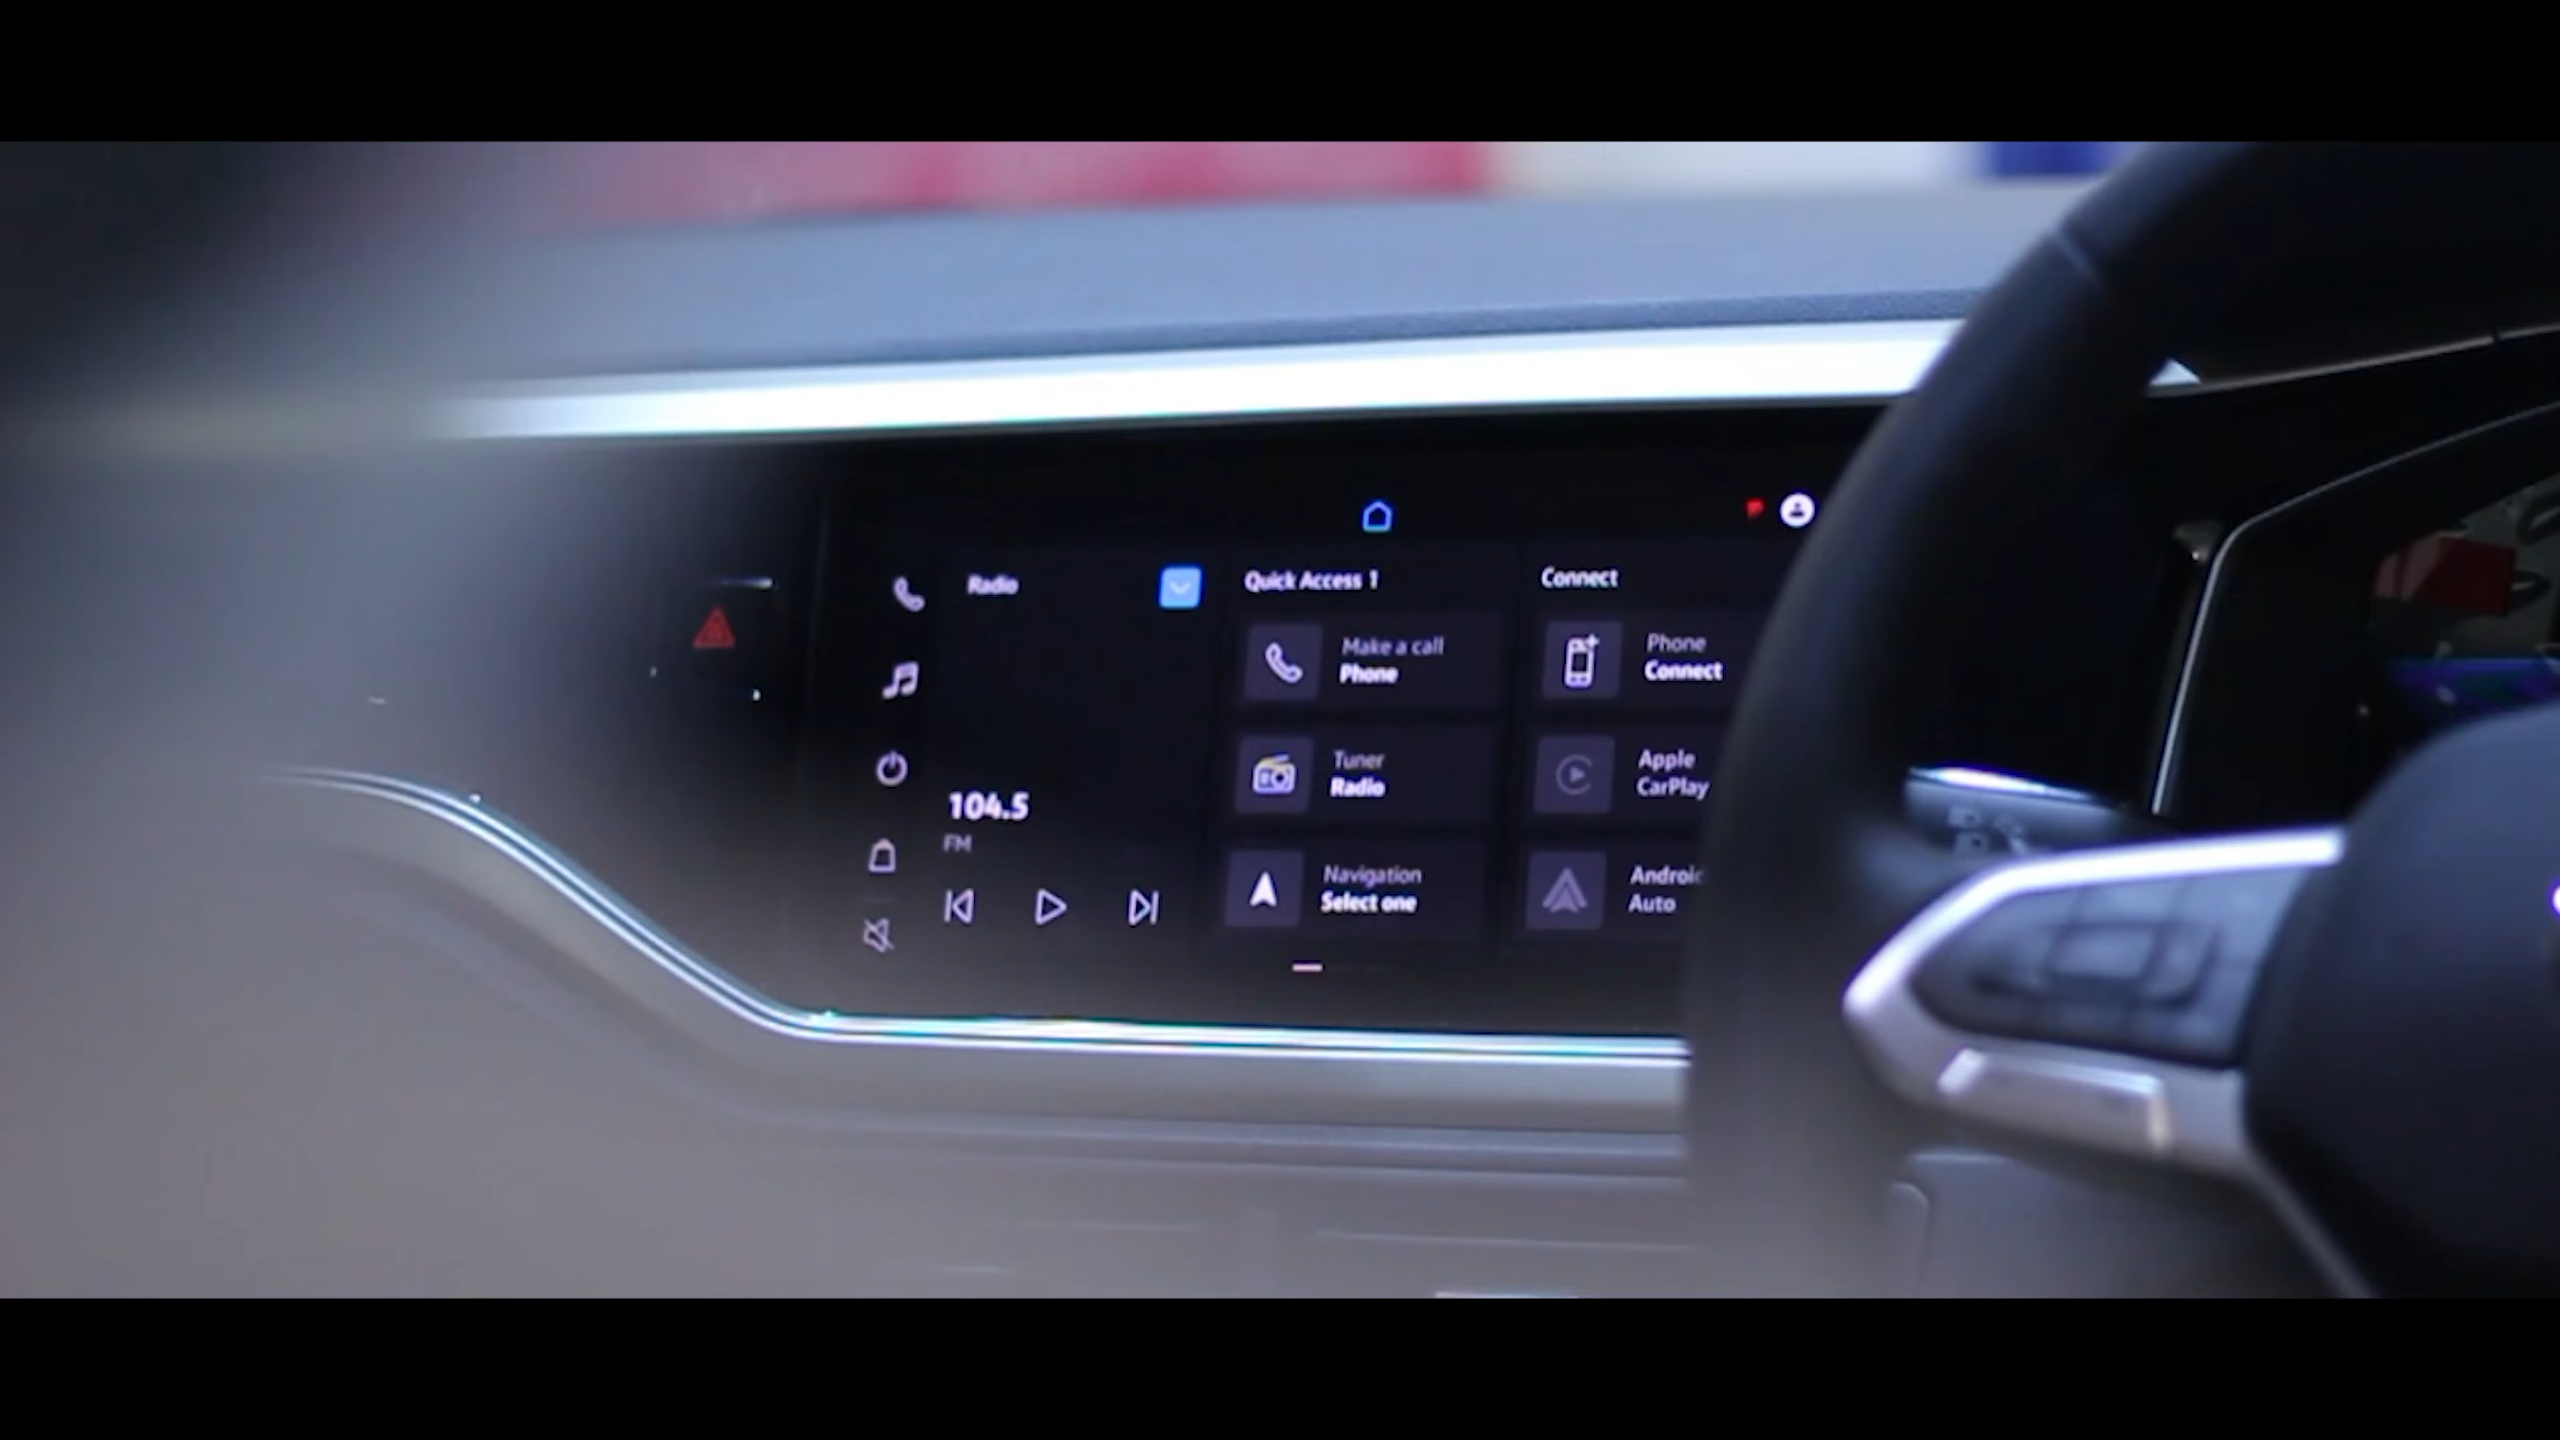 Radio
104.5
FM
Quick Access 1
Make a call
Phone
Tuner
Radio
Navigation
Select one
Connect
Phone
Connect
Apple
CarPlay
Android
Auto